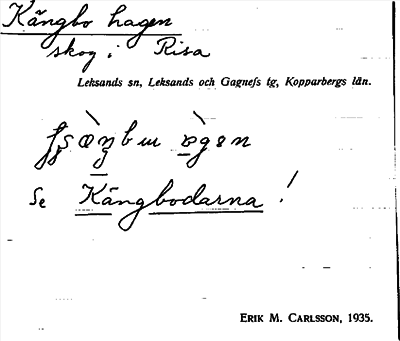 Kängbo hagen
skog i Risa
Leksands sn, Leksands och Gagnefs tg, Kopparbergs län.
Se Kängbodarna!
ERIK M. CARLSSON, 1935.